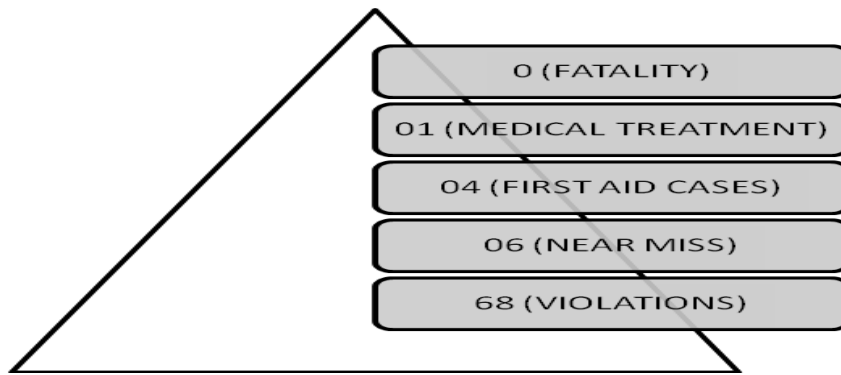 0 (FATALITY)
01 (MEDICAL TREATMENT)
04 (FIRST AID CASES)
06 (NEAR MISS)
68 (VIOLATIONS)